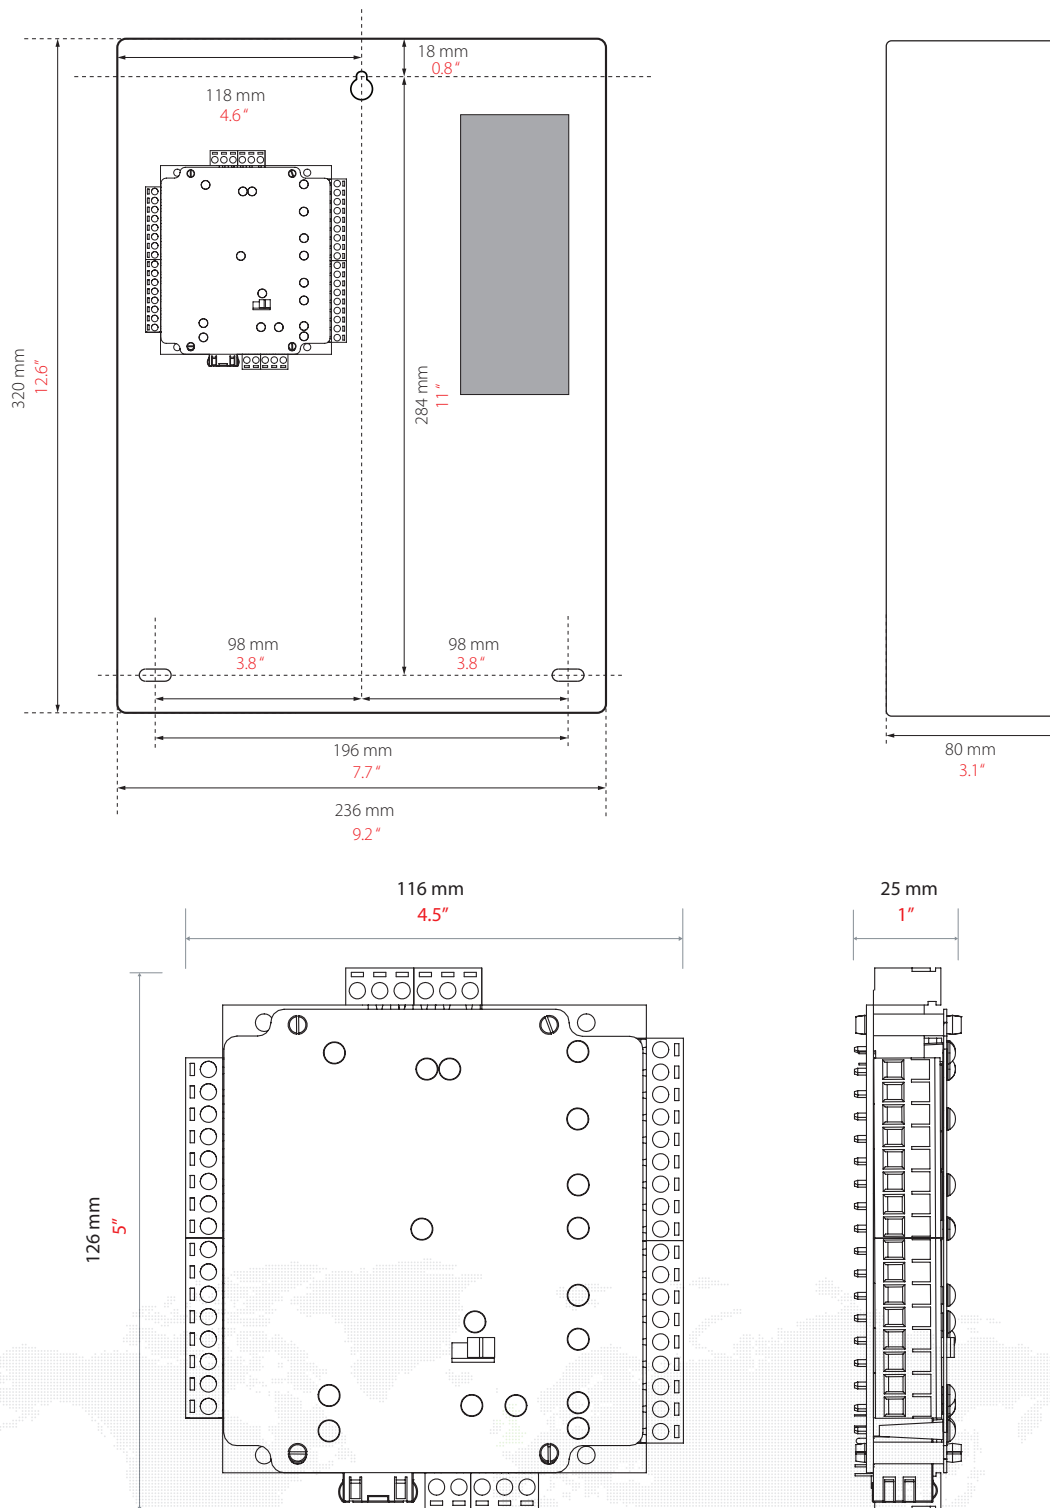 18 mm
0.8“
118 mm
4.6“
320 mm
12.6“
284 mm
11“
98 mm
3.8“
98 mm
3.8“
196 mm
7.7“
236 mm
9.2“
80 mm
3.1“
116 mm
4.5”
25 mm
1”
126 mm
5”